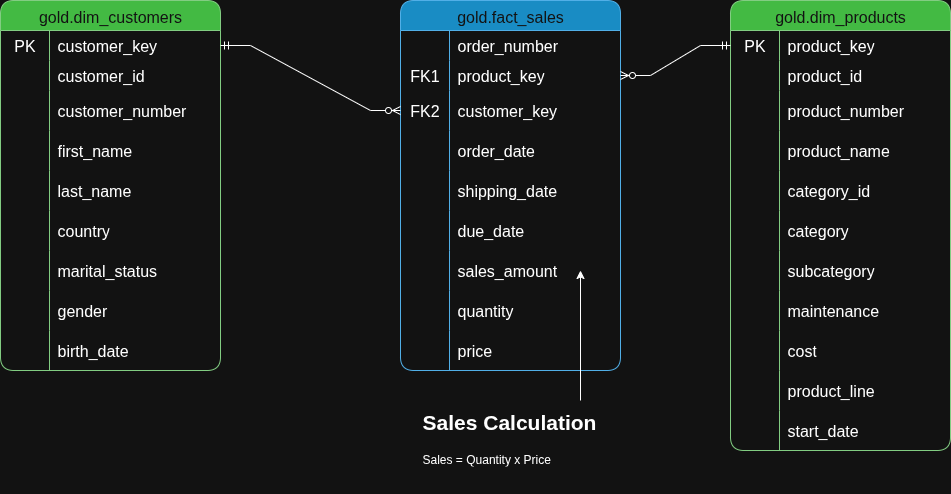 gold.dim_customers
PK customer_key
customer_id
customer_number
first_name
last_name
country
marital_status
gender
birth_date
gold.fact_sales
order_number
FK1 product_key
FK2 customer_key
order_date
shipping_date
due_date
sales_amount
quantity
price
Sales Calculation
Sales = Quantity x Price
gold.dim_products
PK product_key
product_id
product_number
product_name
category_id
category
subcategory
maintenance
cost
product_line
start_date